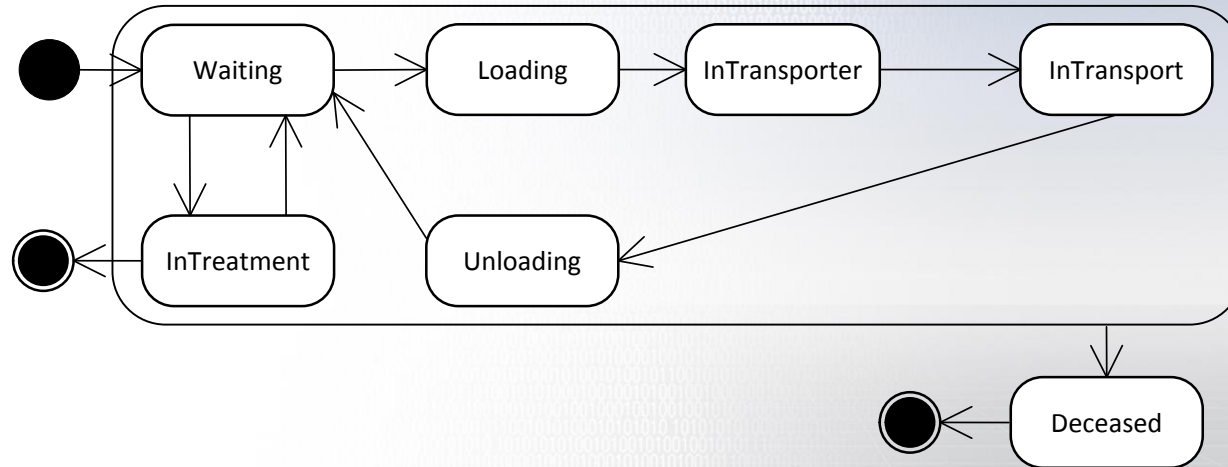 Waiting
Loading
InTransporter
InTransport
InTreatment
Unloading
Deceased